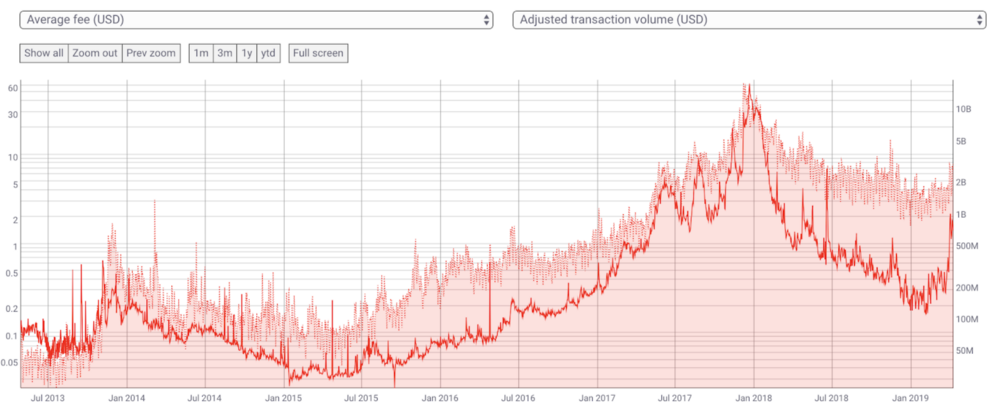 Average fee (USD) Adjusted transaction volume (USD)
Show all Zoom out Prev zoom 1m 3m 1y ytd Full screen
60
30
10
5
2
1
0.5
0.2
0.1
0.05
10B
5B
2B
1B
500M
200M
100M
50M
Jul 2013 Jan 2014 Jul 2014 Jan 2015 Jul 2015 Jan 2016 Jul 2016 Jan 2017 Jul 2017 Jan 2018 Jul 2018 Jan 2019